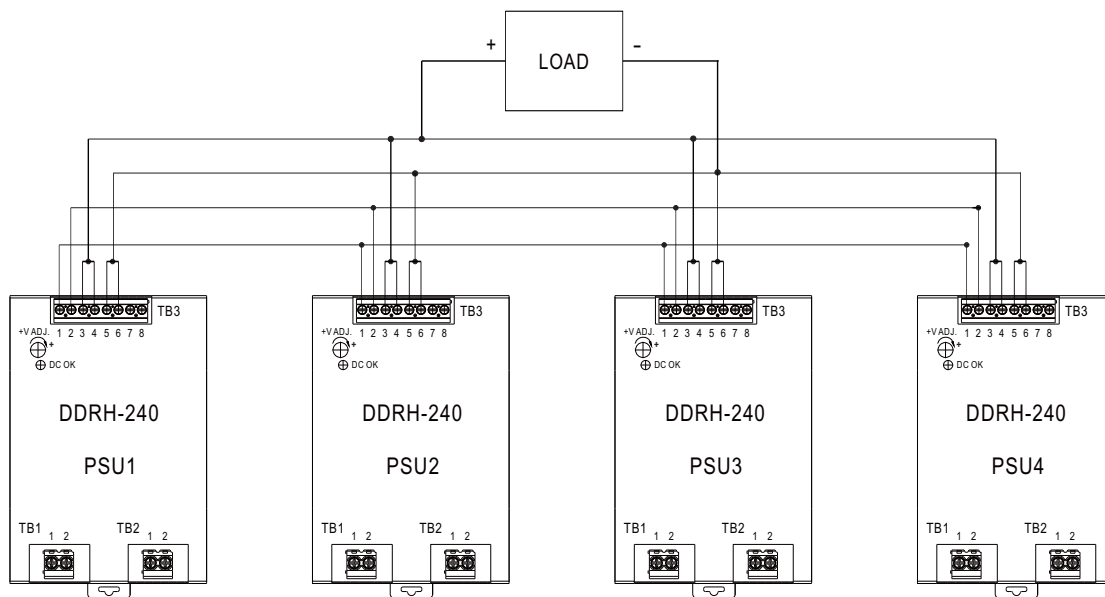 + LOAD -
TB3 TB3 TB3 TB3
1 2 3 4 5 6 7 8 1 2 3 4 5 6 7 8 1 2 3 4 5 6 7 8 1 2 3 4 5 6 7 8
+V ADJ. +V ADJ. +V ADJ. +V ADJ.
+ + + +
DC OK DC OK DC OK DC OK
DDRH-240 DDRH-240 DDRH-240 DDRH-240
PSU1 PSU2 PSU3 PSU4
TB1 1 2 TB2 1 2 TB1 1 2 TB2 1 2 TB1 1 2 TB2 1 2 TB1 1 2 TB2 1 2